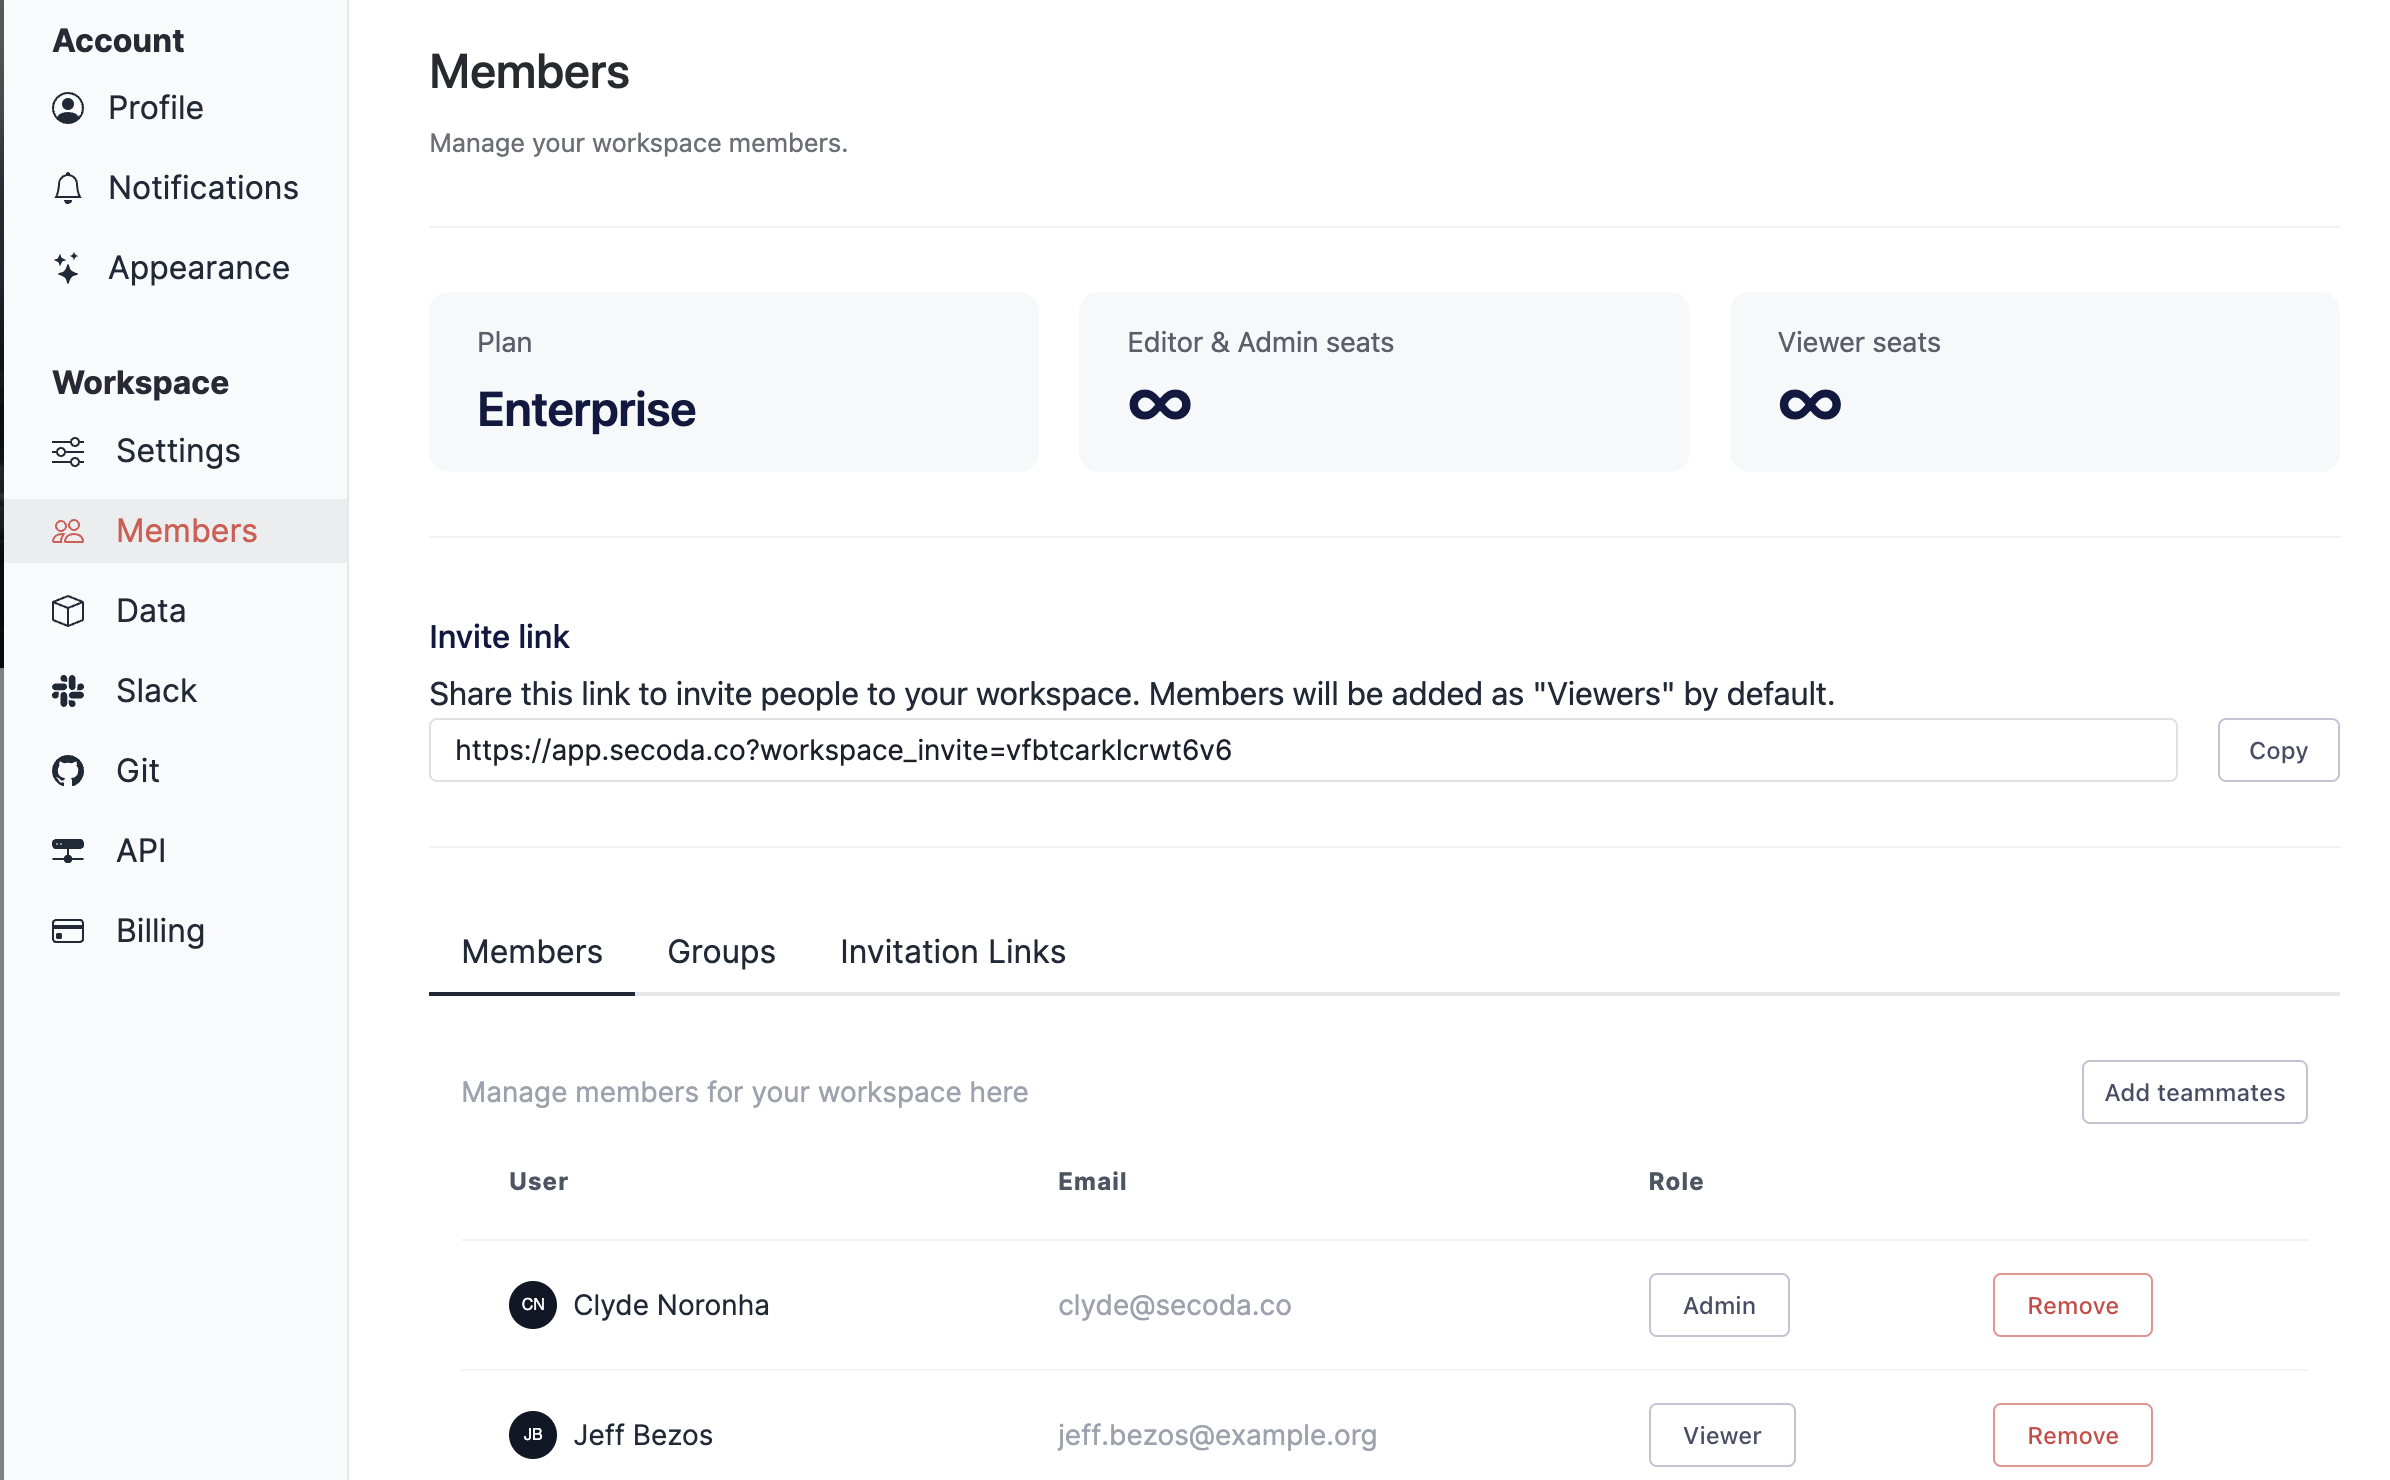 Account
Profile
Notifications
Appearance
Workspace
Settings
Members
Data
Slack
Git
API
Billing
Members
Manage your workspace members.
Plan
Enterprise
Editor & Admin seats
∞
Viewer seats
∞
Invite link
Share this link to invite people to your workspace. Members will be added as "Viewers" by default.
https://app.secoda.co?workspace_invite=vfbtcarklcrwt6v6
Copy
Members Groups Invitation Links
Manage members for your workspace here
Add teammates
User Email Role
CN Clyde Noronha clyde@secoda.co Admin Remove
JB Jeff Bezos jeff.bezos@example.org Viewer Remove